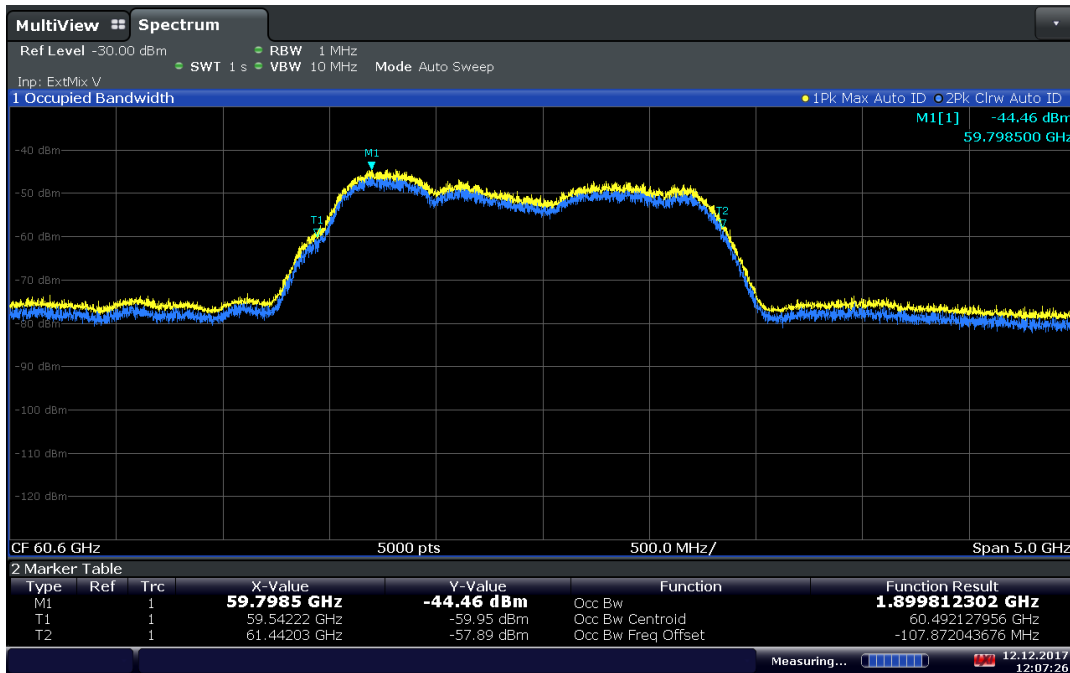 MultiView Spectrum
Ref Level -30.00 dBm RBW 1 MHz
SWT 1 s VBW 10 MHz Mode Auto Sweep
Inp: ExtMix V
1 Occupied Bandwidth 1Pk Max Auto ID 2Pk Clrw Auto ID
M1[1] -44.46 dBm
59.798500 GHz
-40 dBm
M1
-50 dBm
T1
T2
-60 dBm
-70 dBm
-80 dBm
-90 dBm
-100 dBm
-110 dBm
-120 dBm
CF 60.6 GHz 5000 pts 500.0 MHz/ Span 5.0 GHz
2 Marker Table
Type Ref Trc X-Value Y-Value Function Function Result
M1 1 59.7985 GHz -44.46 dBm Occ Bw 1.899812302 GHz
T1 1 59.54222 GHz -59.95 dBm Occ Bw Centroid 60.492127956 GHz
T2 1 61.44203 GHz -57.89 dBm Occ Bw Freq Offset -107.872043676 MHz
Measuring... 12.12.2017
12:07:26